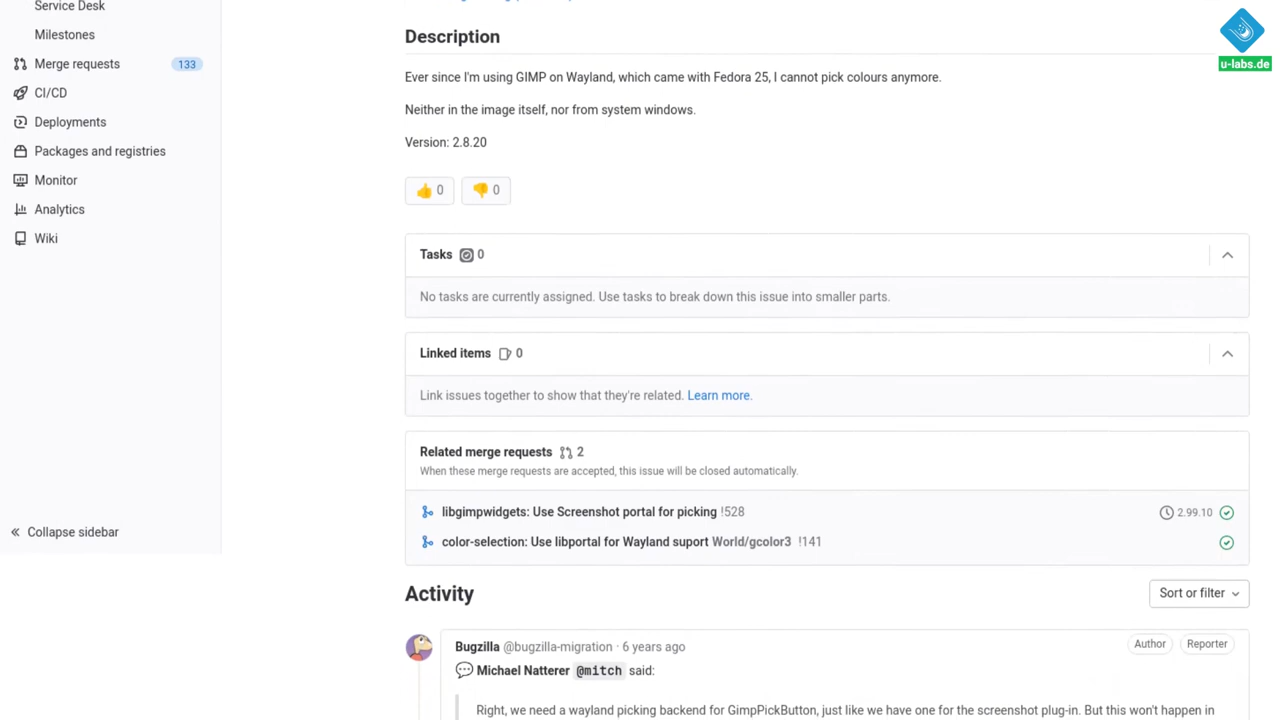 Service Desk
Milestones
Merge requests 133
CI/CD
Deployments
Packages and registries
Monitor
Analytics
Wiki
Collapse sidebar
u-labs.de
Description
Ever since I'm using GIMP on Wayland, which came with Fedora 25, I cannot pick colours anymore.
Neither in the image itself, nor from system windows.
Version: 2.8.20
👍 0 👎 0
Tasks 0
No tasks are currently assigned. Use tasks to break down this issue into smaller parts.
Linked items 0
Link issues together to show that they're related. Learn more.
Related merge requests 2
When these merge requests are accepted, this issue will be closed automatically.
libgimpwidgets: Use Screenshot portal for picking !528 2.99.10
color-selection: Use libportal for Wayland suport World/gcolor3 !141
Activity Sort or filter
Bugzilla @bugzilla-migration · 6 years ago Author Reporter
💬 Michael Natterer @mitch said:
Right, we need a wayland picking backend for GimpPickButton, just like we have one for the screenshot plug-in. But this won't happen in